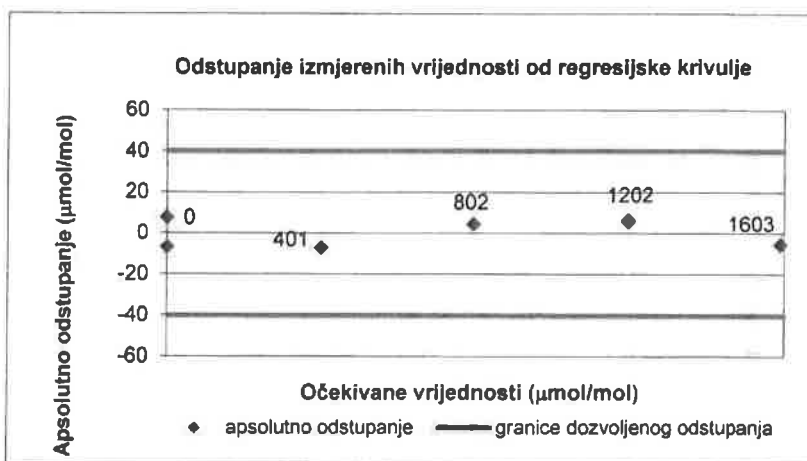 Odstupanje izmjerenih vrijednosti od regresijske krivulje
Apsolutno odstupanje (µmol/mol)
60
40
20
0
-20
-40
-60
0
401
802
1202
1603
Očekivane vrijednosti (µmol/mol)
apsolutno odstupanje
granice dozvoljenog odstupanja